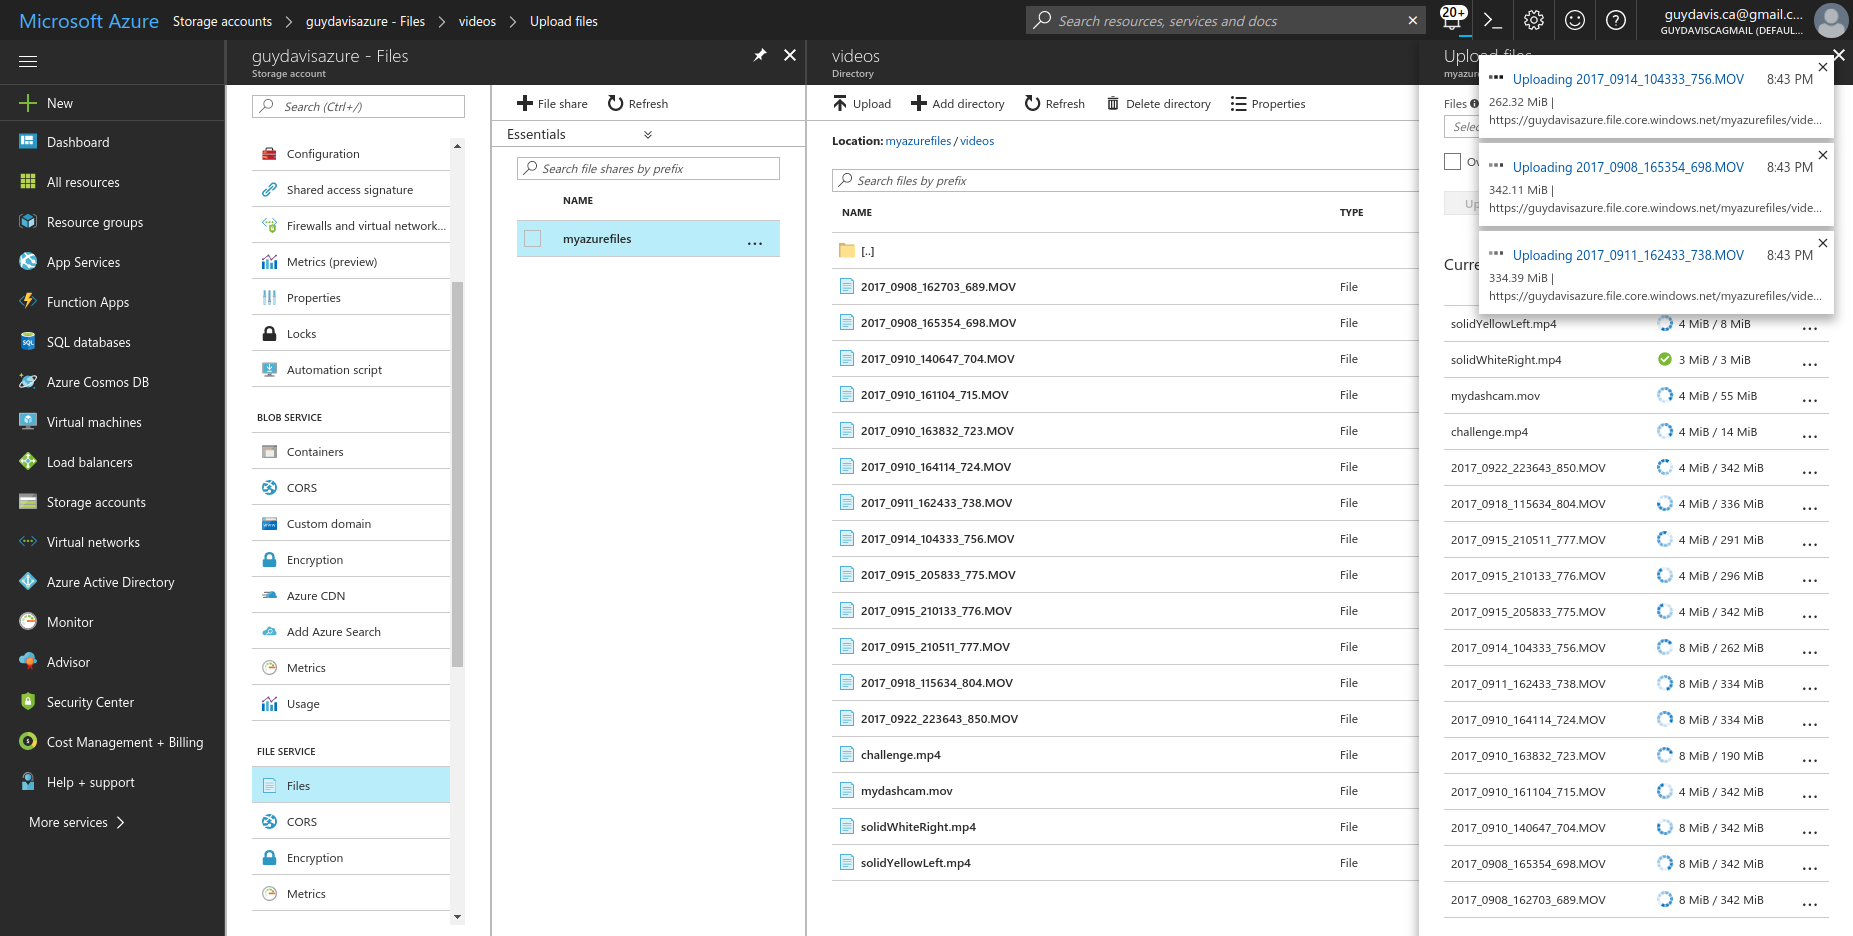 Microsoft Azure Storage accounts > guydavisazure - Files > videos > Upload files
Search resources, services and docs
20+
guydavis.ca@gmail.c...
GUYDAVISCAGMAIL (DEFAUL...
New
Dashboard
All resources
Resource groups
App Services
Function Apps
SQL databases
Azure Cosmos DB
Virtual machines
Load balancers
Storage accounts
Virtual networks
Azure Active Directory
Monitor
Advisor
Security Center
Cost Management + Billing
Help + support
More services >
guydavisazure - Files
Storage account
Search (Ctrl+/)
Configuration
Shared access signature
Firewalls and virtual network...
Metrics (preview)
Properties
Locks
Automation script
BLOB SERVICE
Containers
CORS
Custom domain
Encryption
Azure CDN
Add Azure Search
Metrics
Usage
FILE SERVICE
Files
CORS
Encryption
Metrics
File share Refresh
Essentials
Search file shares by prefix
NAME
myazurefiles ...
videos
Directory
Upload Add directory Refresh Delete directory Properties
Location: myazurefiles / videos
Search files by prefix
NAME TYPE
[..]
2017_0908_162703_689.MOV File
2017_0908_165354_698.MOV File
2017_0910_140647_704.MOV File
2017_0910_161104_715.MOV File
2017_0910_163832_723.MOV File
2017_0910_164114_724.MOV File
2017_0911_162433_738.MOV File
2017_0914_104333_756.MOV File
2017_0915_205833_775.MOV File
2017_0915_210133_776.MOV File
2017_0915_210511_777.MOV File
2017_0918_115634_804.MOV File
2017_0922_223643_850.MOV File
challenge.mp4 File
mydashcam.mov File
solidWhiteRight.mp4 File
solidYellowLeft.mp4 File
Upload files
myazure
Files
Selec
Ov
Up
Curre
Uploading 2017_0914_104333_756.MOV 8:43 PM
262.32 MiB |
https://guydavisazure.file.core.windows.net/myazurefiles/vide...
Uploading 2017_0908_165354_698.MOV 8:43 PM
342.11 MiB |
https://guydavisazure.file.core.windows.net/myazurefiles/vide...
Uploading 2017_0911_162433_738.MOV 8:43 PM
334.39 MiB |
https://guydavisazure.file.core.windows.net/myazurefiles/vide...
solidYellowLeft.mp4 4 MiB / 8 MiB ...
solidWhiteRight.mp4 3 MiB / 3 MiB ...
mydashcam.mov 4 MiB / 55 MiB ...
challenge.mp4 4 MiB / 14 MiB ...
2017_0922_223643_850.MOV 4 MiB / 342 MiB ...
2017_0918_115634_804.MOV 4 MiB / 336 MiB ...
2017_0915_210511_777.MOV 4 MiB / 291 MiB ...
2017_0915_210133_776.MOV 4 MiB / 296 MiB ...
2017_0915_205833_775.MOV 4 MiB / 342 MiB ...
2017_0914_104333_756.MOV 8 MiB / 262 MiB ...
2017_0911_162433_738.MOV 8 MiB / 334 MiB ...
2017_0910_164114_724.MOV 8 MiB / 334 MiB ...
2017_0910_163832_723.MOV 8 MiB / 190 MiB ...
2017_0910_161104_715.MOV 4 MiB / 342 MiB ...
2017_0910_140647_704.MOV 8 MiB / 342 MiB ...
2017_0908_165354_698.MOV 8 MiB / 342 MiB ...
2017_0908_162703_689.MOV 8 MiB / 342 MiB ...